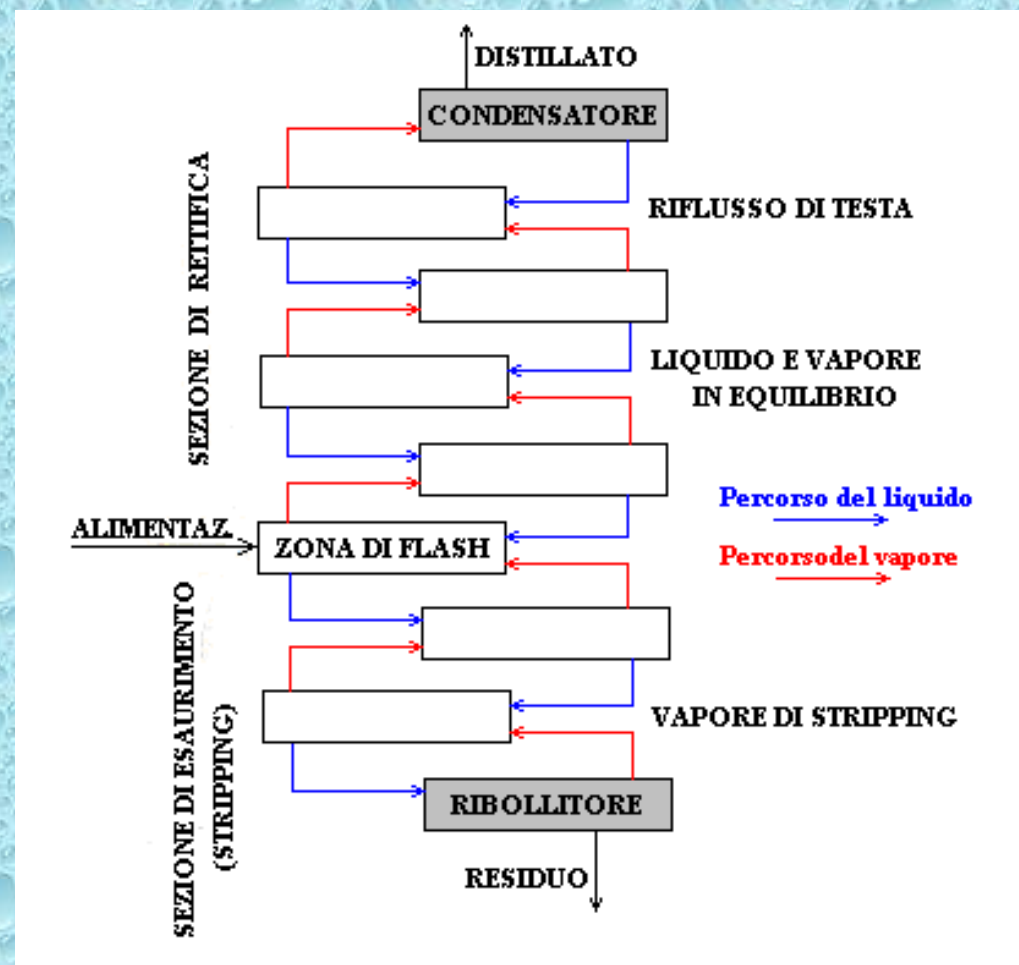 DISTILLATO
CONDENSATORE
SEZIONE DI RETTIFICA
RIFLUSSO DI TESTA
LIQUIDO E VAPORE
IN EQUILIBRIO
Percorso del liquido
ALIMENTAZ.
ZONA DI FLASH
Percorsodel vapore
SEZIONE DI ESAURIMENTO
(STRIPPING)
VAPORE DI STRIPPING
RIBOLLITORE
RESIDUO